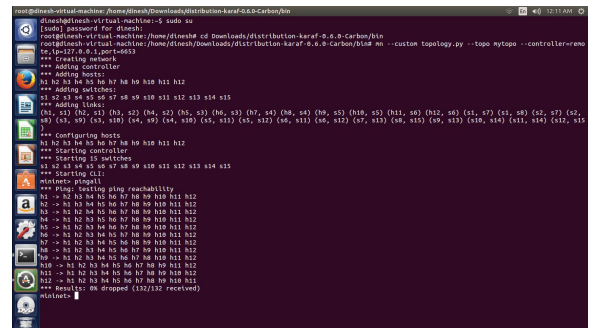 root@dinesh-virtual-machine: /home/dinesh/Downloads/distribution-karaf-0.6.0-Carbon/bin
En
12:11 AM
dinesh@dinesh-virtual-machine:~$ sudo su
[sudo] password for dinesh:
root@dinesh-virtual-machine:/home/dinesh# cd Downloads/distribution-karaf-0.6.0-Carbon/bin
root@dinesh-virtual-machine:/home/dinesh/Downloads/distribution-karaf-0.6.0-Carbon/bin# mn --custom topology.py --topo mytopo --controller=remo
te,ip=127.0.0.1,port=6653
*** Creating network
*** Adding controller
*** Adding hosts:
h1 h2 h3 h4 h5 h6 h7 h8 h9 h10 h11 h12
*** Adding switches:
s1 s2 s3 s4 s5 s6 s7 s8 s9 s10 s11 s12 s13 s14 s15
*** Adding links:
(h1, s1) (h2, s1) (h3, s2) (h4, s2) (h5, s3) (h6, s3) (h7, s4) (h8, s4) (h9, s5) (h10, s5) (h11, s6) (h12, s6) (s1, s7) (s1, s8) (s2, s7) (s2,
s8) (s3, s9) (s3, s10) (s4, s9) (s4, s10) (s5, s11) (s5, s12) (s6, s11) (s6, s12) (s7, s13) (s8, s15) (s9, s13) (s10, s14) (s11, s14) (s12, s15
)
*** Configuring hosts
h1 h2 h3 h4 h5 h6 h7 h8 h9 h10 h11 h12
*** Starting controller
*** Starting 15 switches
s1 s2 s3 s4 s5 s6 s7 s8 s9 s10 s11 s12 s13 s14 s15
*** Starting CLI:
mininet> pingall
*** Ping: testing ping reachability
h1 -> h2 h3 h4 h5 h6 h7 h8 h9 h10 h11 h12
h2 -> h1 h3 h4 h5 h6 h7 h8 h9 h10 h11 h12
h3 -> h1 h2 h4 h5 h6 h7 h8 h9 h10 h11 h12
h4 -> h1 h2 h3 h5 h6 h7 h8 h9 h10 h11 h12
h5 -> h1 h2 h3 h4 h6 h7 h8 h9 h10 h11 h12
h6 -> h1 h2 h3 h4 h5 h7 h8 h9 h10 h11 h12
h7 -> h1 h2 h3 h4 h5 h6 h8 h9 h10 h11 h12
h8 -> h1 h2 h3 h4 h5 h6 h7 h9 h10 h11 h12
h9 -> h1 h2 h3 h4 h5 h6 h7 h8 h10 h11 h12
h10 -> h1 h2 h3 h4 h5 h6 h7 h8 h9 h11 h12
h11 -> h1 h2 h3 h4 h5 h6 h7 h8 h9 h10 h12
h12 -> h1 h2 h3 h4 h5 h6 h7 h8 h9 h10 h11
*** Results: 0% dropped (132/132 received)
mininet>